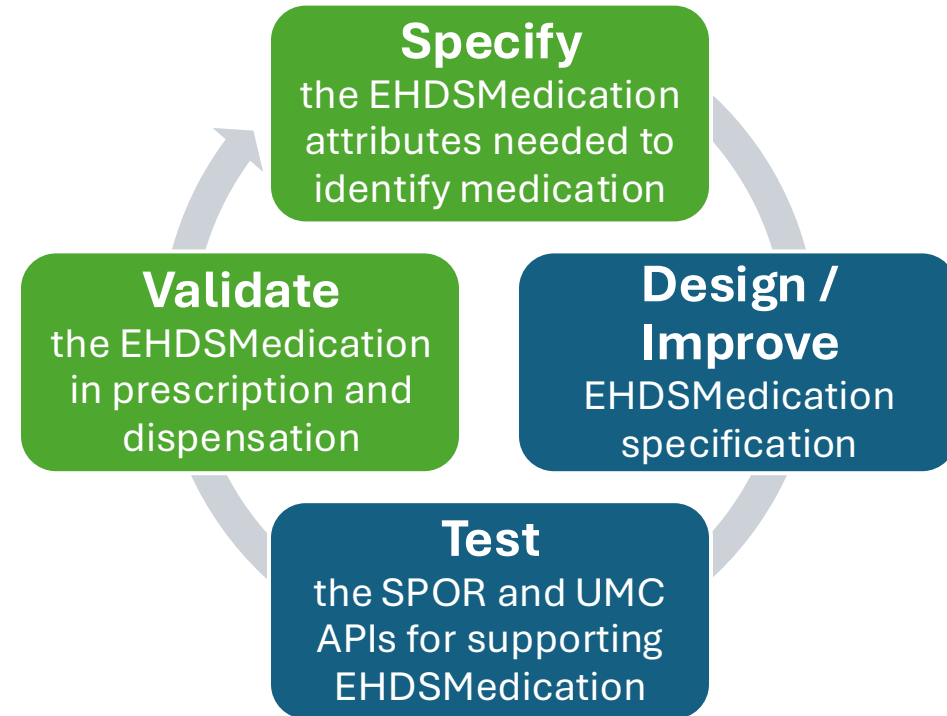 Specify
the EHDSMedication
attributes needed to
identify medication
Design /
Improve
EHDSMedication
specification
Test
the SPOR and UMC
APIs for supporting
EHDSMedication
Validate
the EHDSMedication
in prescription and
dispensation